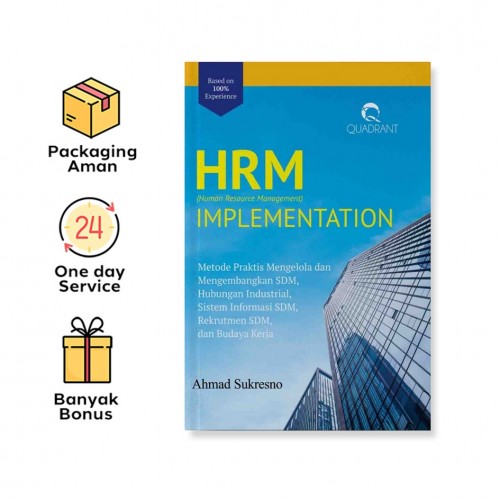 Packaging
Aman
24
One day
Service
Banyak
Bonus
Based on
100%
Experience
QUADRANT
HRM
(Human Resource Management)
IMPLEMENTATION
Metode Praktis Mengelola dan
Mengembangkan SDM,
Hubungan Industrial,
Sistem Informasi SDM,
Rekrutmen SDM,
dan Budaya Kerja
Ahmad Sukresno